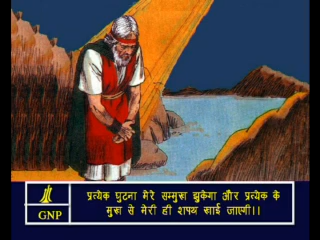 प्रत्येक घुटना मेरे सम्मुख झुकेगा और प्रत्येक के
मुख से मेरी ही शपथ खाई जाएगी।।
GNP